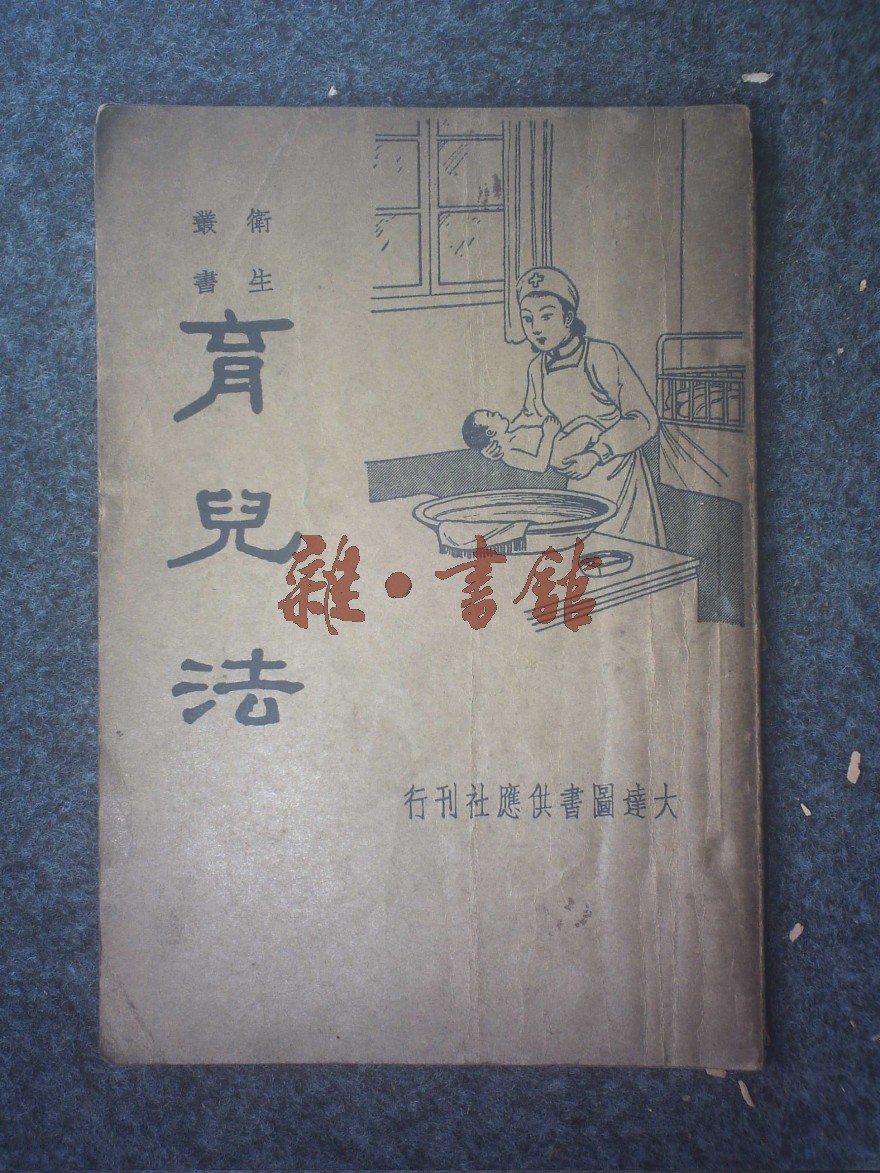 衛生
叢書
育兒法
雜·書館
大達圖書供應社刊行